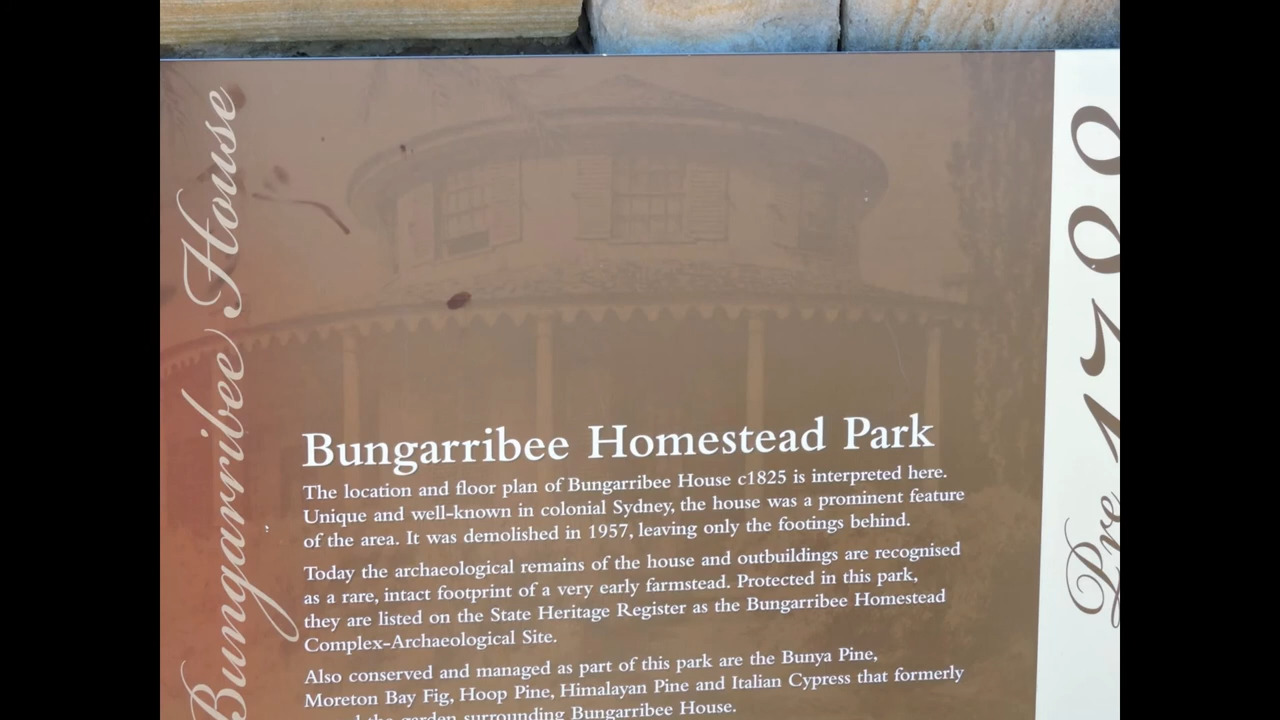 Bungarribee House
Bungarribee Homestead Park
The location and floor plan of Bungarribee House c1825 is interpreted here.
Unique and well-known in colonial Sydney, the house was a prominent feature
of the area. It was demolished in 1957, leaving only the footings behind.
Today the archaeological remains of the house and outbuildings are recognised
as a rare, intact footprint of a very early farmstead. Protected in this park,
they are listed on the State Heritage Register as the Bungarribee Homestead
Complex-Archaeological Site.
Also conserved and managed as part of this park are the Bunya Pine,
Moreton Bay Fig, Hoop Pine, Himalayan Pine and Italian Cypress that formerly
the garden surrounding Bungarribee House.
Pre 1788